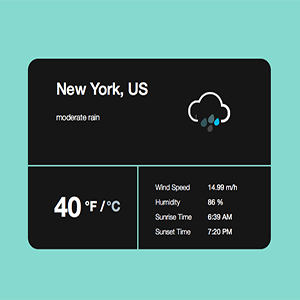 New York, US
moderate rain
40 °F / °C
Wind Speed 14.99 m/h
Humidity 86 %
Sunrise Time 6:39 AM
Sunset Time 7:20 PM